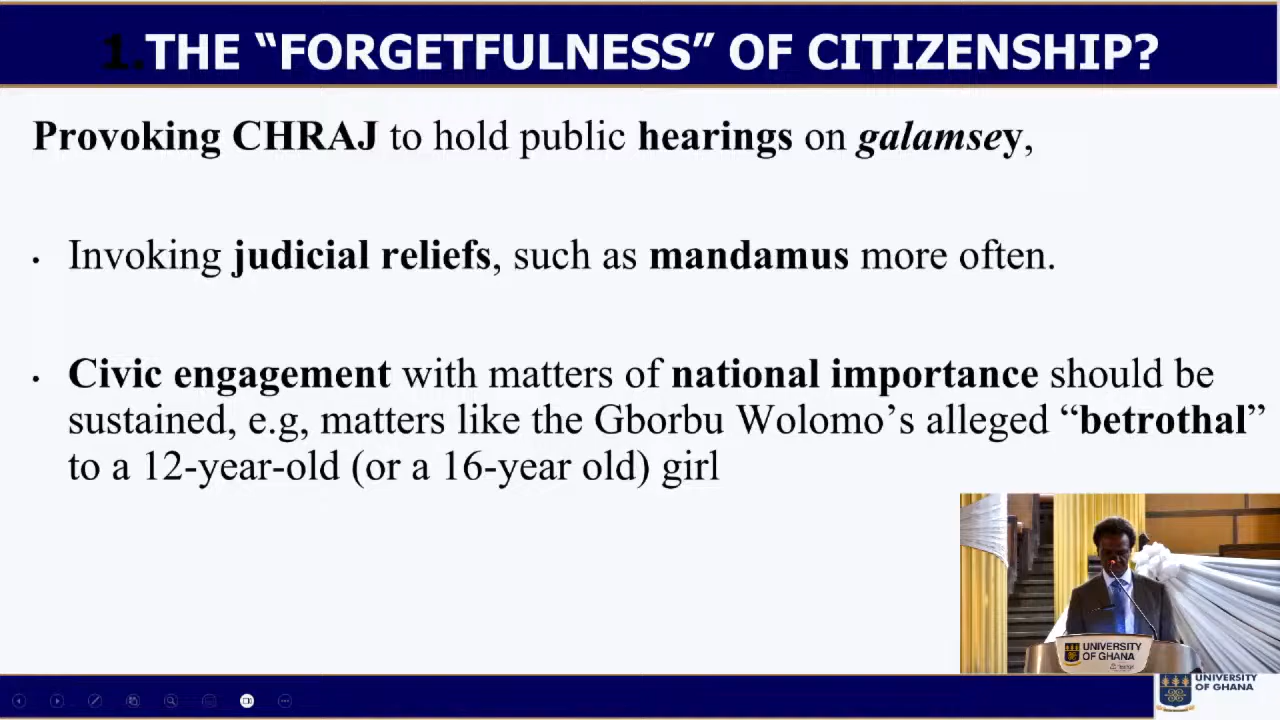 1.THE “FORGETFULNESS” OF CITIZENSHIP?
Provoking CHRAJ to hold public hearings on galamsey,
• Invoking judicial reliefs, such as mandamus more often.
• Civic engagement with matters of national importance should be
sustained, e.g, matters like the Gborbu Wolomo’s alleged “betrothal”
to a 12-year-old (or a 16-year old) girl
UNIVERSITY
OF GHANA
UNIVERSITY
OF GHANA